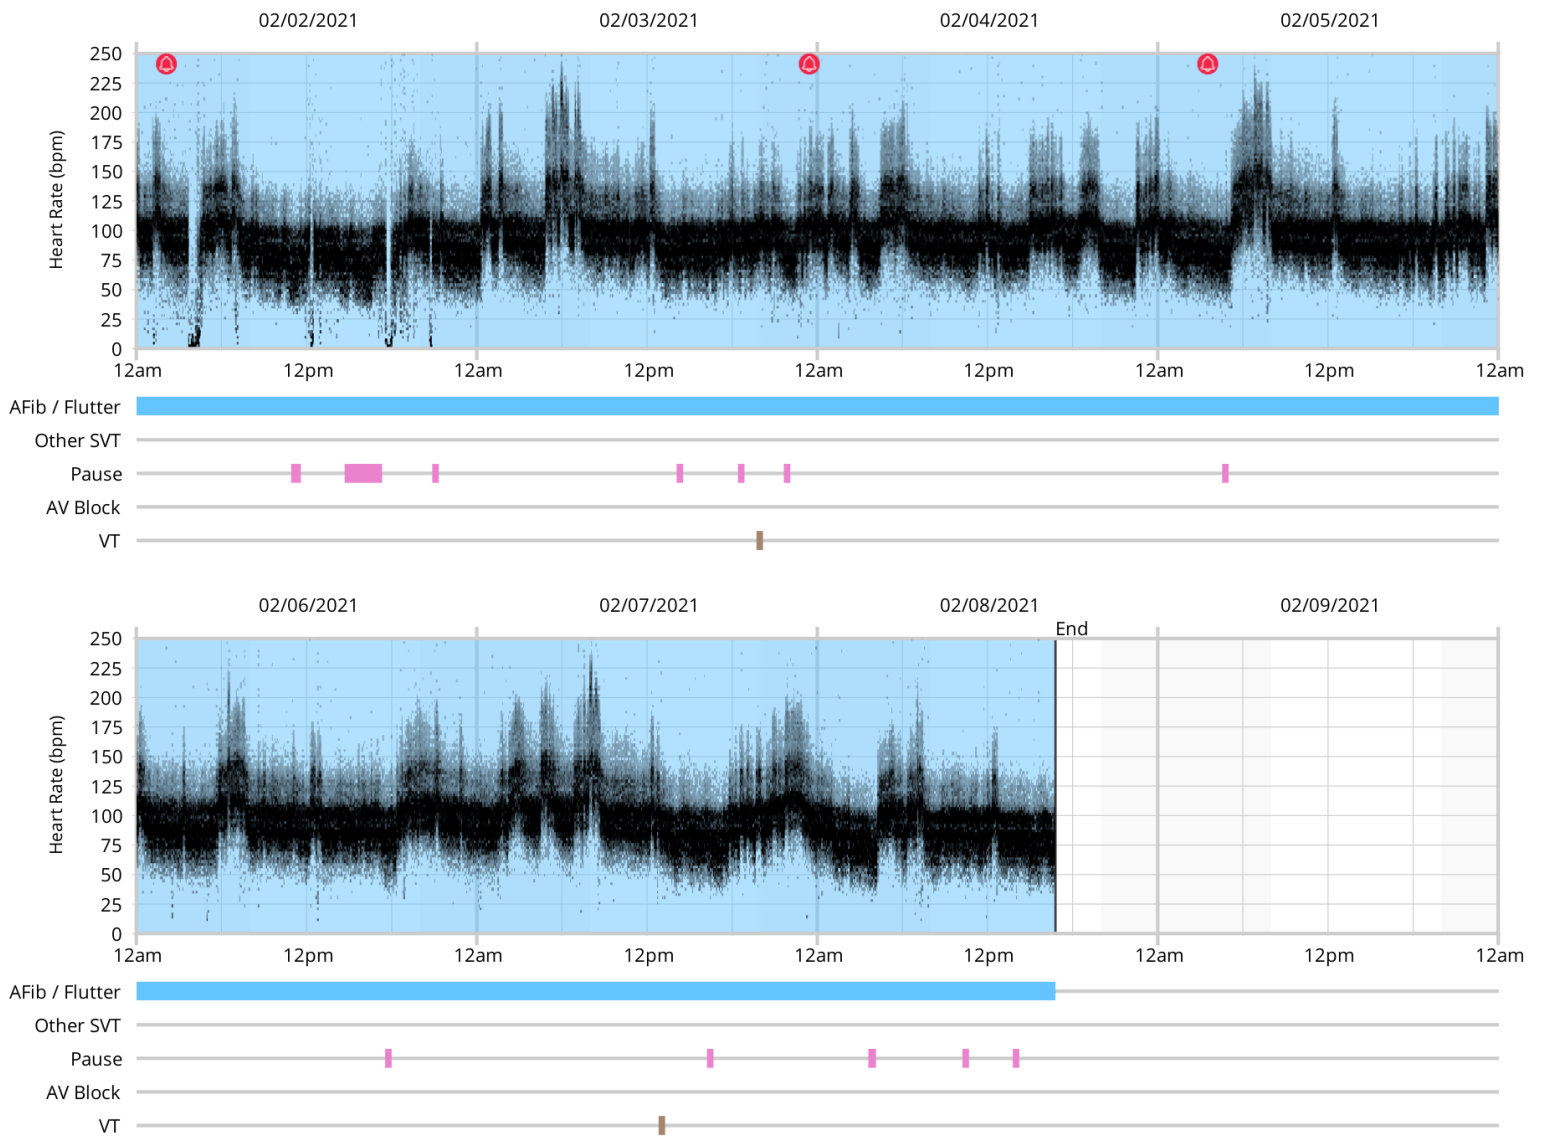 02/02/2021 02/03/2021 02/04/2021 02/05/2021
250
225
200
175
150
125
100
75
50
25
0
Heart Rate (bpm)
12am 12pm 12am 12pm 12am 12pm 12am 12pm 12am
AFib / Flutter
Other SVT
Pause
AV Block
VT
02/06/2021 02/07/2021 02/08/2021 02/09/2021
End
250
225
200
175
150
125
100
75
50
25
0
Heart Rate (bpm)
12am 12pm 12am 12pm 12am 12pm 12am 12pm 12am
AFib / Flutter
Other SVT
Pause
AV Block
VT